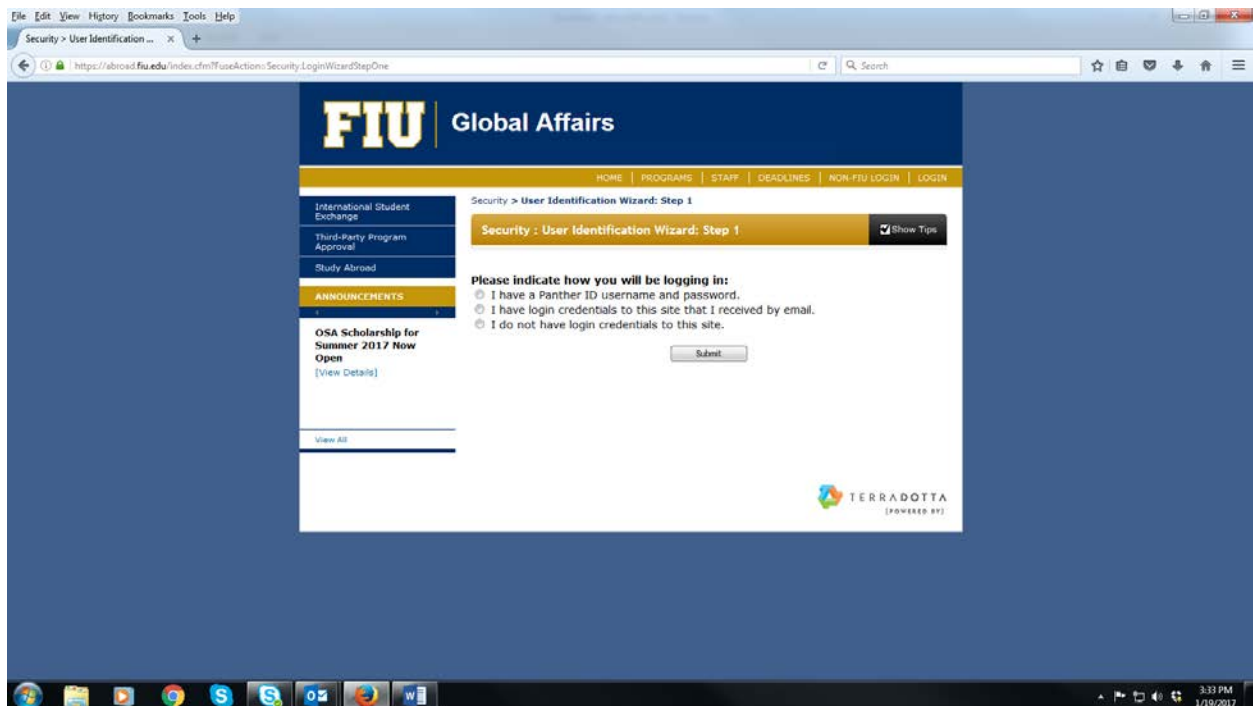 File Edit View History Bookmarks Tools Help
Security > User Identification ... × +
https://abroad.fiu.edu/index.cfm?FuseAction=Security.LoginWizardStepOne
Search
FIU Global Affairs
HOME | PROGRAMS | STAFF | DEADLINES | NON-FIU LOGIN | LOGIN
International Student
Exchange
Third-Party Program
Approval
Study Abroad
ANNOUNCEMENTS
OSA Scholarship for
Summer 2017 Now
Open
[View Details]
View All
Security > User Identification Wizard: Step 1
Security : User Identification Wizard: Step 1
Show Tips
Please indicate how you will be logging in:
I have a Panther ID username and password.
I have login credentials to this site that I received by email.
I do not have login credentials to this site.
Submit
TERRADOTTA
[POWERED BY]
3:33 PM
1/19/2017